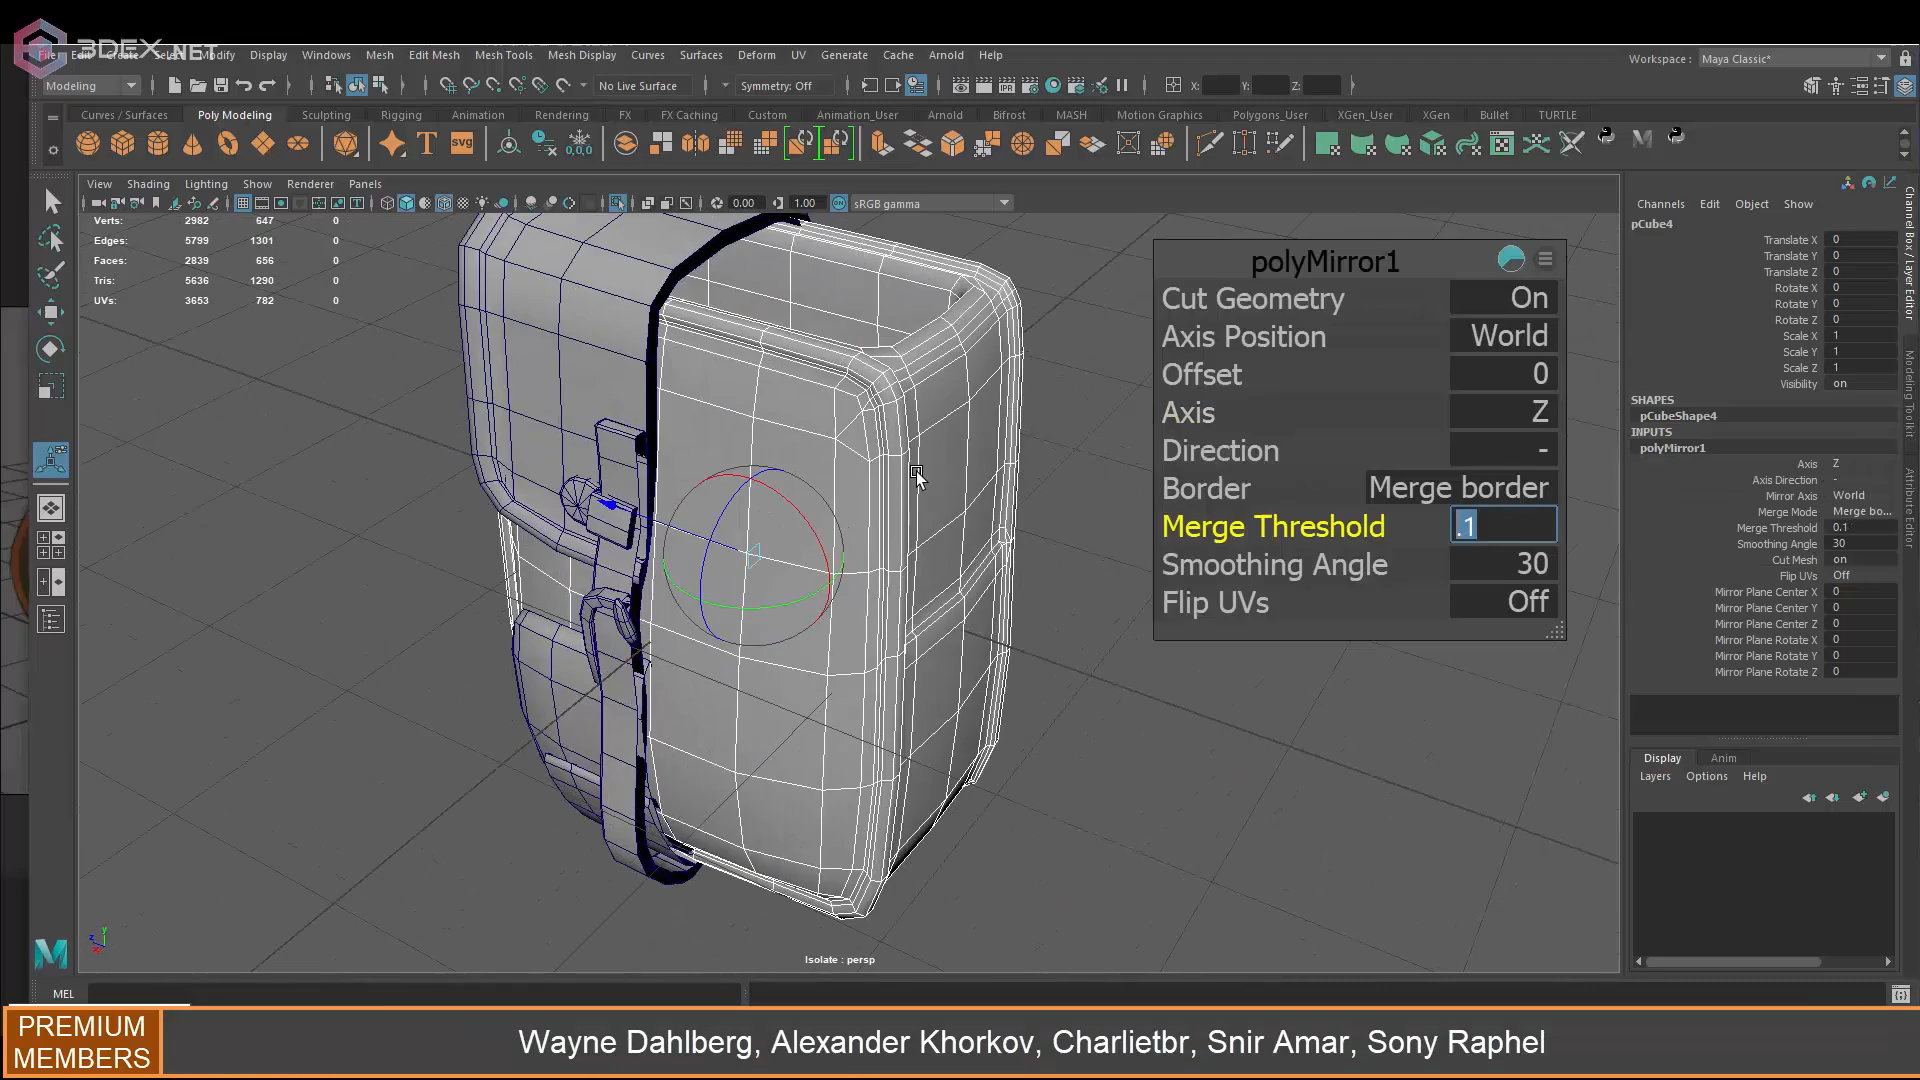 3DEX.NET
File Edit Create Select Modify Display Windows Mesh Edit Mesh Mesh Tools Mesh Display Curves Surfaces Deform UV Generate Cache Arnold Help
Workspace : Maya Classic*
Modeling
No Live Surface
Symmetry: Off
X: Y: Z:
Curves / Surfaces Poly Modeling Sculpting Rigging Animation Rendering FX FX Caching Custom Animation_User Arnold Bifrost MASH Motion Graphics Polygons_User XGen_User XGen Bullet TURTLE
View Shading Lighting Show Renderer Panels
0.00 1.00 sRGB gamma
Verts: 2982 647 0
Edges: 5799 1301 0
Faces: 2839 656 0
Tris: 5636 1290 0
UVs: 3653 782 0
polyMirror1
Cut Geometry On
Axis Position World
Offset 0
Axis Z
Direction -
Border Merge border
Merge Threshold .1
Smoothing Angle 30
Flip UVs Off
Isolate : persp
Channels Edit Object Show
pCube4
Translate X 0
Translate Y 0
Translate Z 0
Rotate X 0
Rotate Y 0
Rotate Z 0
Scale X 1
Scale Y 1
Scale Z 1
Visibility on
SHAPES
pCubeShape4
INPUTS
polyMirror1
Axis Z
Axis Direction -
Mirror Axis World
Merge Mode Merge bo...
Merge Threshold 0.1
Smoothing Angle 30
Cut Mesh on
Flip UVs Off
Mirror Plane Center X 0
Mirror Plane Center Y 0
Mirror Plane Center Z 0
Mirror Plane Rotate X 0
Mirror Plane Rotate Y 0
Mirror Plane Rotate Z 0
Display Anim
Layers Options Help
Channel Box / Layer Editor
Modeling Toolkit
Attribute Editor
MEL
PREMIUM
MEMBERS
Wayne Dahlberg, Alexander Khorkov, Charlietbr, Snir Amar, Sony Raphel